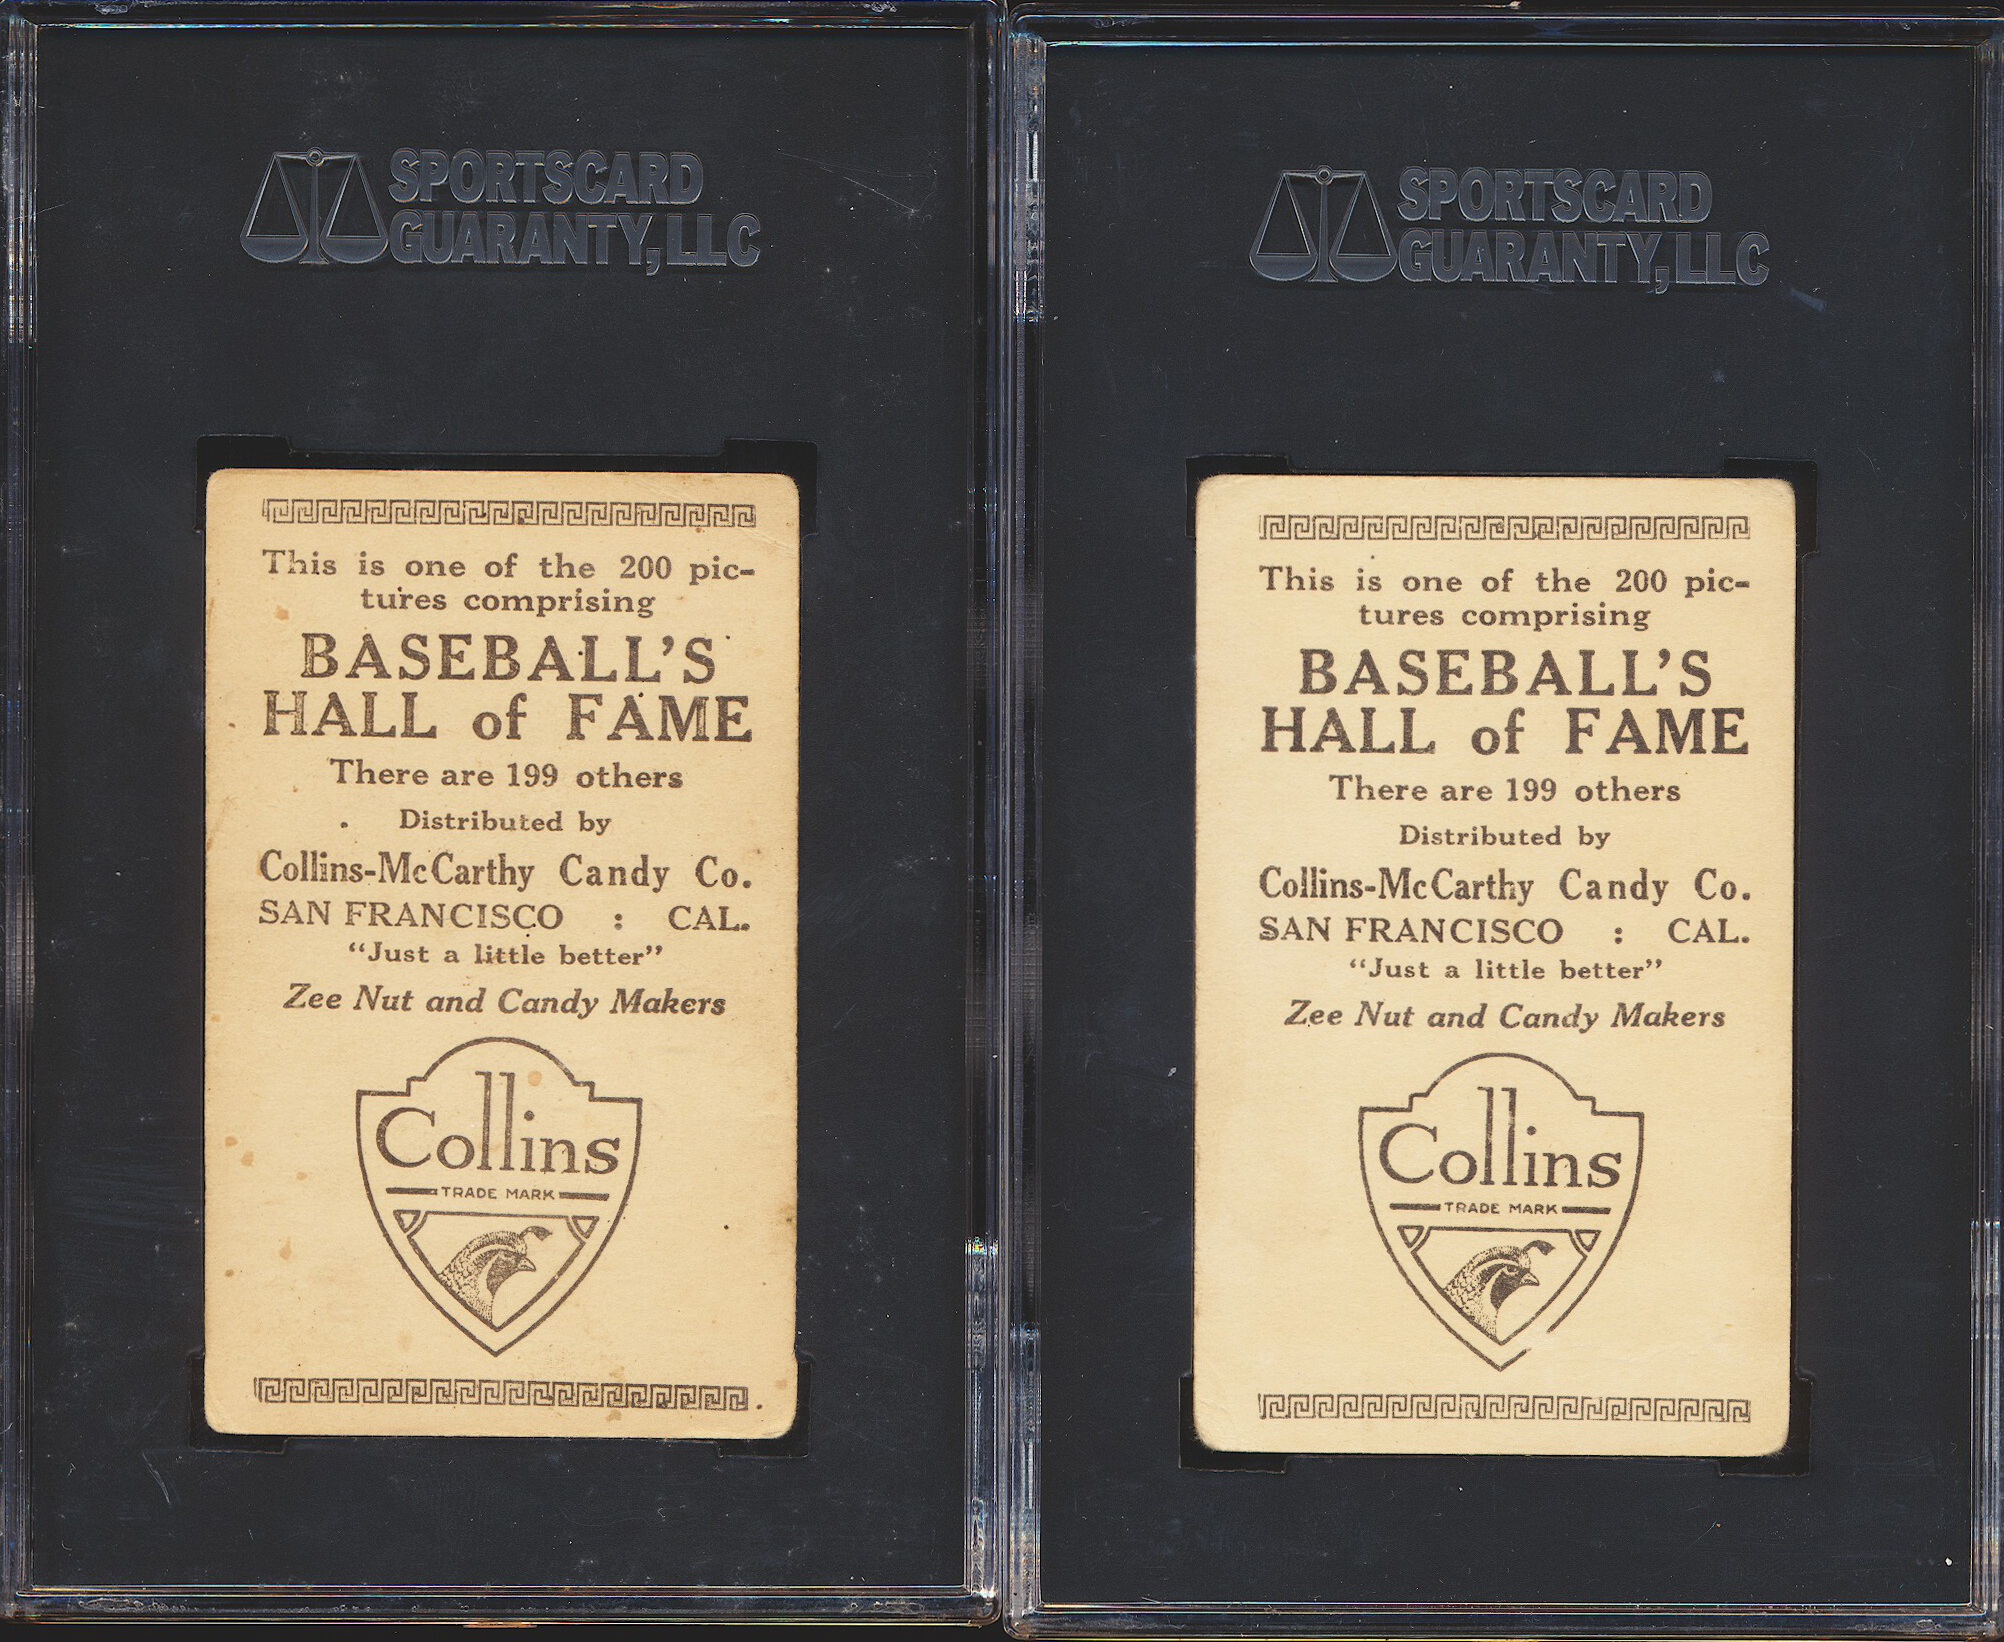 SPORTSCARD
GUARANTY, LLC
This is one of the 200 pic-
tures comprising
BASEBALL'S
HALL of FAME
There are 199 others
Distributed by
Collins-McCarthy Candy Co.
SAN FRANCISCO : CAL.
"Just a little better"
Zee Nut and Candy Makers
Collins
TRADE MARK
SPORTSCARD
GUARANTY, LLC
This is one of the 200 pic-
tures comprising
BASEBALL'S
HALL of FAME
There are 199 others
Distributed by
Collins-McCarthy Candy Co.
SAN FRANCISCO : CAL.
"Just a little better"
Zee Nut and Candy Makers
Collins
TRADE MARK